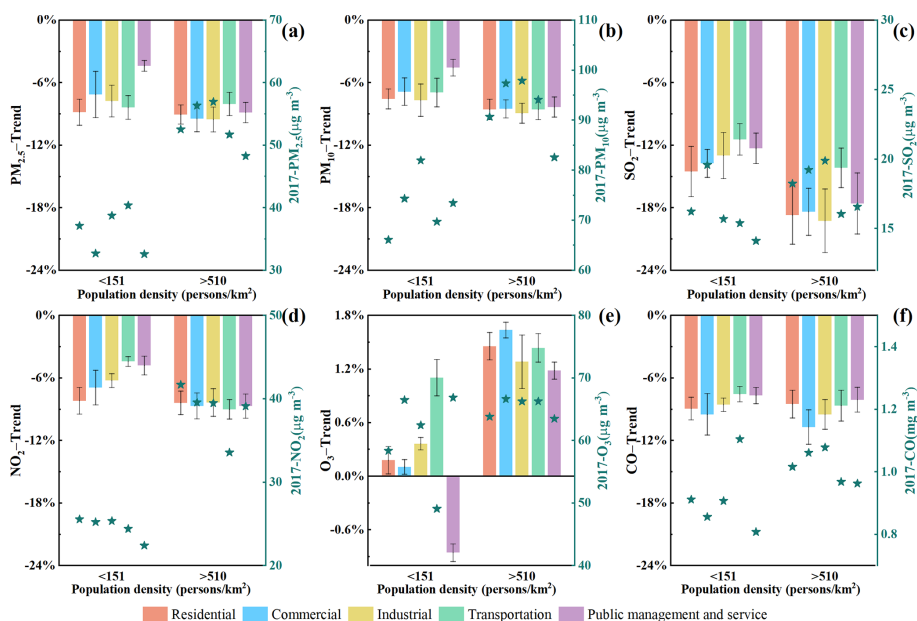 (a)
PM2.5−Trend
0%
-6%
-12%
-18%
-24%
<151
>510
Population density (persons/km²)
70
60
50
40
30
2017-PM2.5(μg m⁻³)
(b)
PM10−Trend
0%
-6%
-12%
-18%
-24%
<151
>510
Population density (persons/km²)
110
100
90
80
70
60
2017-PM10(μg m⁻³)
(c)
SO2−Trend
0%
-6%
-12%
-18%
-24%
<151
>510
Population density (persons/km²)
30
25
20
15
2017-SO2(μg m⁻³)
(d)
NO2−Trend
0%
-6%
-12%
-18%
-24%
<151
>510
Population density (persons/km²)
50
40
30
20
2017-NO2(μg m⁻³)
(e)
O3−Trend
1.8%
1.2%
0.6%
0.0%
-0.6%
<151
>510
Population density (persons/km²)
80
70
60
50
40
2017-O3(μg m⁻³)
(f)
CO−Trend
0%
-6%
-12%
-18%
-24%
<151
>510
Population density (persons/km²)
1.4
1.2
1.0
0.8
2017-CO(mg m⁻³)
Residential
Commercial
Industrial
Transportation
Public management and service